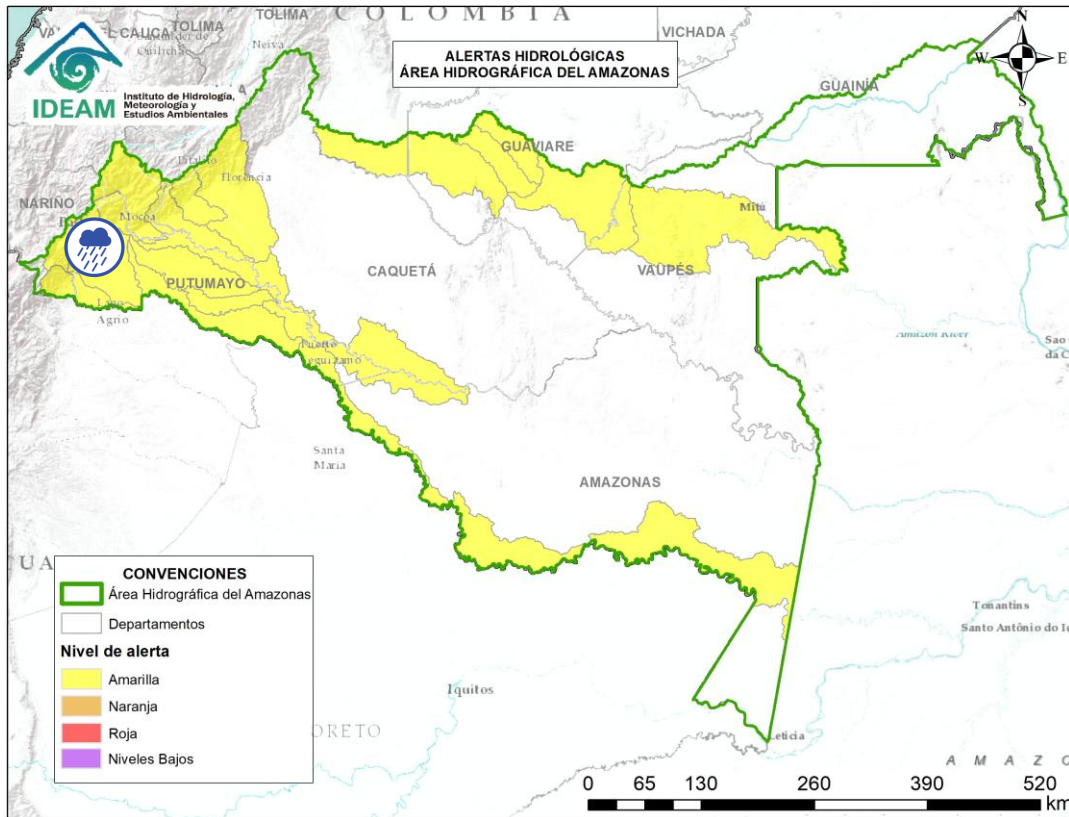 COLOMBIA
TOLIMA
TOLIMA
Neiva
VICHADA
ALERTAS HIDROLÓGICAS
ÁREA HIDROGRÁFICA DEL AMAZONAS
N
W
E
S
IDEAM
Instituto de Hidrología,
Meteorología y
Estudios Ambientales
GUAINÍA
GUAVIARE
Florencia
NARIÑO
Mocoa
Mitú
CAQUETÁ
VAUPÉS
PUTUMAYO
Lago
Agrio
Amazon River
Puerto
Santa
Maria
AMAZONAS
CONVENCIONES
Área Hidrográfica del Amazonas
Departamentos
Nivel de alerta
Amarilla
Naranja
Roja
Niveles Bajos
Tonantins
Santo Antônio do
Iquitos
Leticia
0 65 130 260 390 520
km